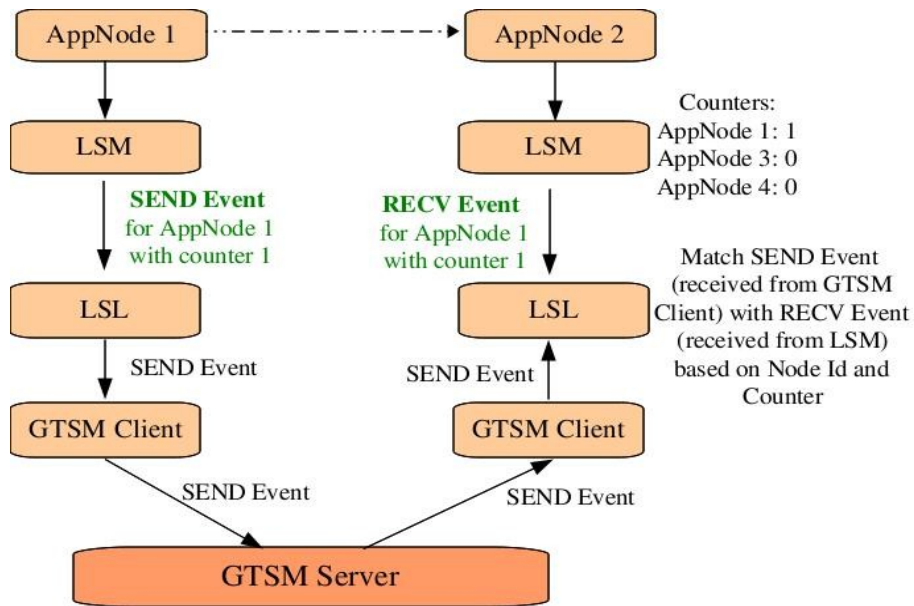 AppNode 1
AppNode 2
LSM
LSM
Counters:
AppNode 1: 1
AppNode 3: 0
AppNode 4: 0
SEND Event
for AppNode 1
with counter 1
RECV Event
for AppNode 1
with counter 1
LSL
LSL
Match SEND Event
(received from GTSM
Client) with RECV Event
(received from LSM)
based on Node Id and
Counter
SEND Event
SEND Event
GTSM Client
GTSM Client
SEND Event
SEND Event
GTSM Server